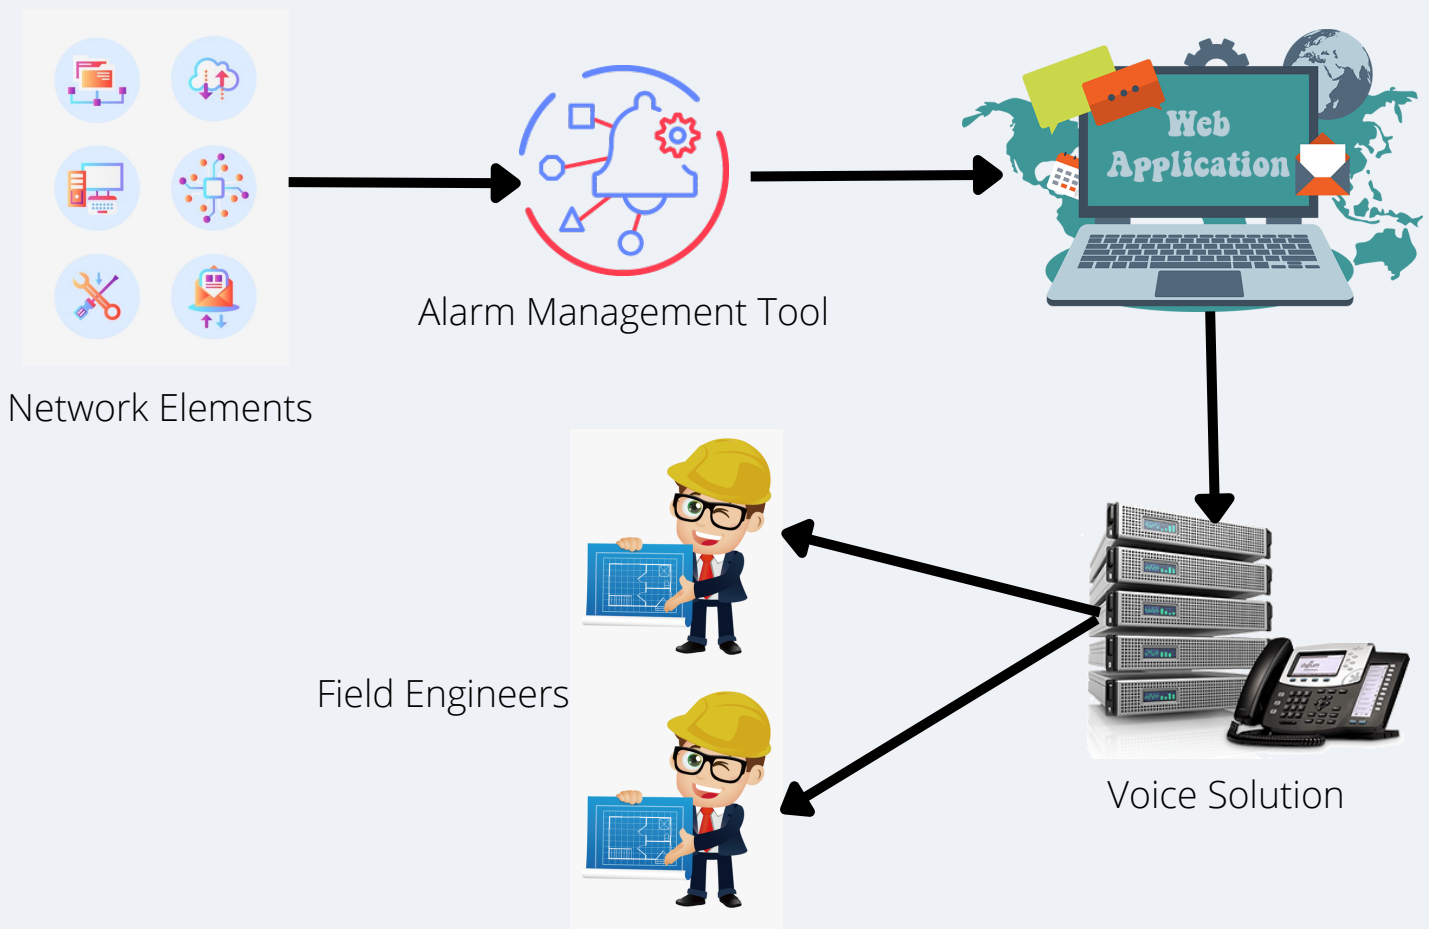 Web
Application
Alarm Management Tool
Network Elements
Field Engineers
Voice Solution